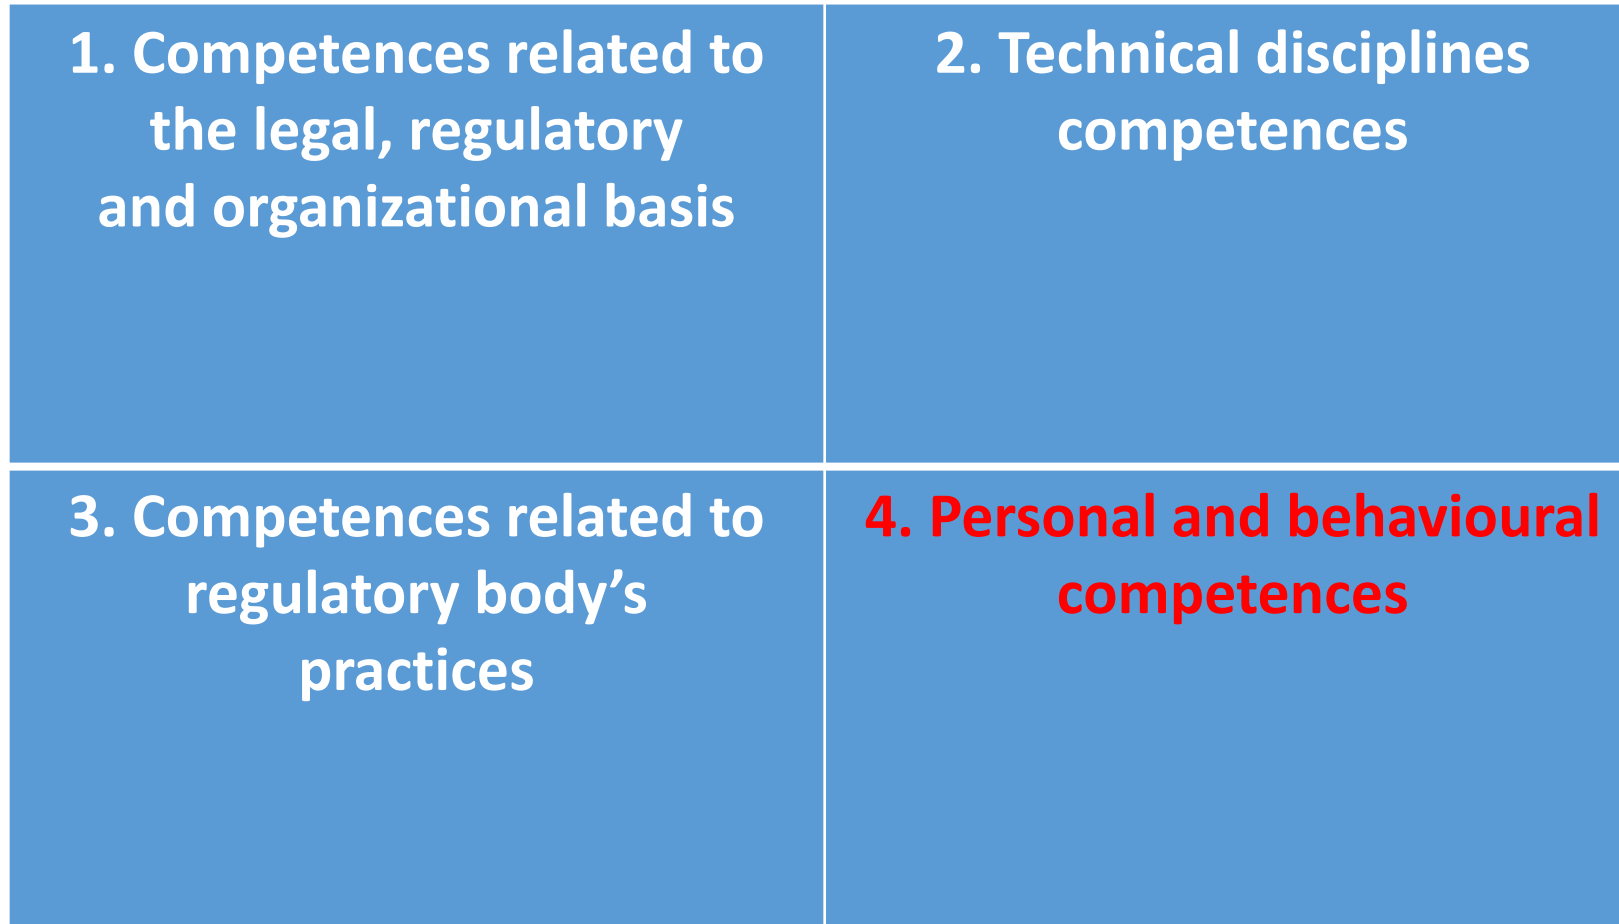 1. Competences related to
the legal, regulatory
and organizational basis
2. Technical disciplines
competences
3. Competences related to
regulatory body’s
practices
4. Personal and behavioural
competences